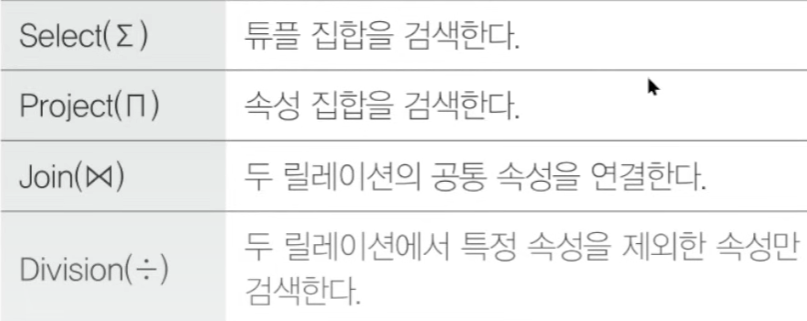 Select(Σ) 튜플 집합을 검색한다.
Project(Π) 속성 집합을 검색한다.
Join(⋈) 두 릴레이션의 공통 속성을 연결한다.
Division(÷) 두 릴레이션에서 특정 속성을 제외한 속성만
검색한다.